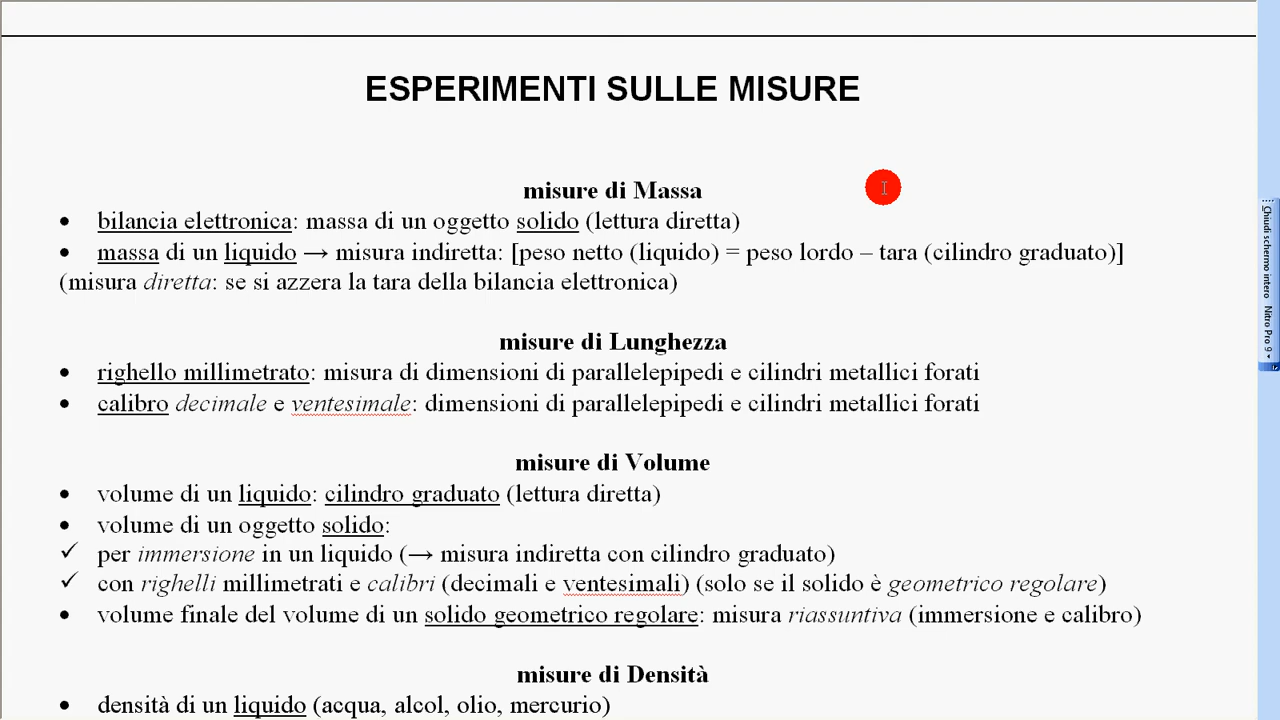 ESPERIMENTI SULLE MISURE
misure di Massa
• bilancia elettronica: massa di un oggetto solido (lettura diretta)
• massa di un liquido → misura indiretta: [peso netto (liquido) = peso lordo – tara (cilindro graduato)]
(misura diretta: se si azzera la tara della bilancia elettronica)
misure di Lunghezza
• righello millimetrato: misura di dimensioni di parallelepipedi e cilindri metallici forati
• calibro decimale e ventesimale: dimensioni di parallelepipedi e cilindri metallici forati
misure di Volume
• volume di un liquido: cilindro graduato (lettura diretta)
• volume di un oggetto solido:
✓ per immersione in un liquido (→ misura indiretta con cilindro graduato)
✓ con righelli millimetrati e calibri (decimali e ventesimali) (solo se il solido è geometrico regolare)
• volume finale del volume di un solido geometrico regolare: misura riassuntiva (immersione e calibro)
misure di Densità
• densità di un liquido (acqua, alcol, olio, mercurio)
Chiudi schermo intero Nitro Pro 9